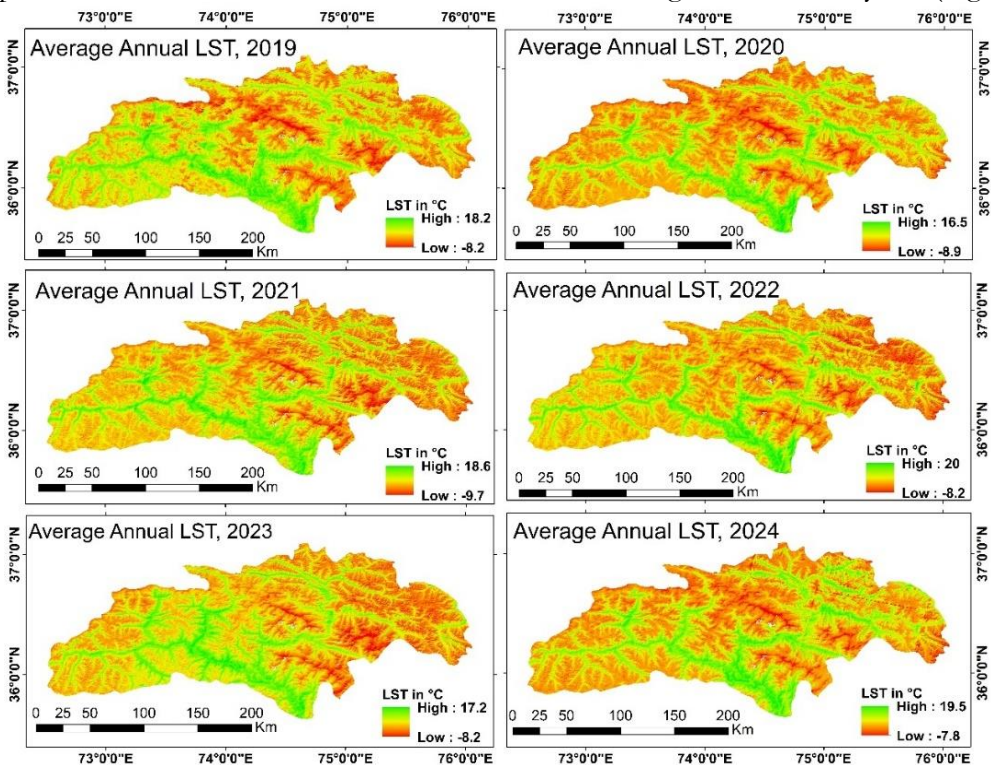 73°0'0"E 74°0'0"E 75°0'0"E 76°0'0"E 73°0'0"E 74°0'0"E 75°0'0"E 76°0'0"E
Average Annual LST, 2019
37°0'0"N
36°0'0"N
LST in °C
High : 18.2
Low : -8.2
0 25 50 100 150 200
Km
Average Annual LST, 2020
37°0'0"N
36°0'0"N
LST in °C
High : 16.5
Low : -8.9
0 25 50 100 150 200
Km
Average Annual LST, 2021
37°0'0"N
36°0'0"N
LST in °C
High : 18.6
Low : -9.7
0 25 50 100 150 200
Km
Average Annual LST, 2022
37°0'0"N
36°0'0"N
LST in °C
High : 20
Low : -8.2
0 25 50 100 150 200
Km
Average Annual LST, 2023
37°0'0"N
36°0'0"N
LST in °C
High : 17.2
Low : -8.2
0 25 50 100 150 200
Km
Average Annual LST, 2024
37°0'0"N
36°0'0"N
LST in °C
High : 19.5
Low : -7.8
0 25 50 100 150 200
Km
73°0'0"E 74°0'0"E 75°0'0"E 76°0'0"E 73°0'0"E 74°0'0"E 75°0'0"E 76°0'0"E